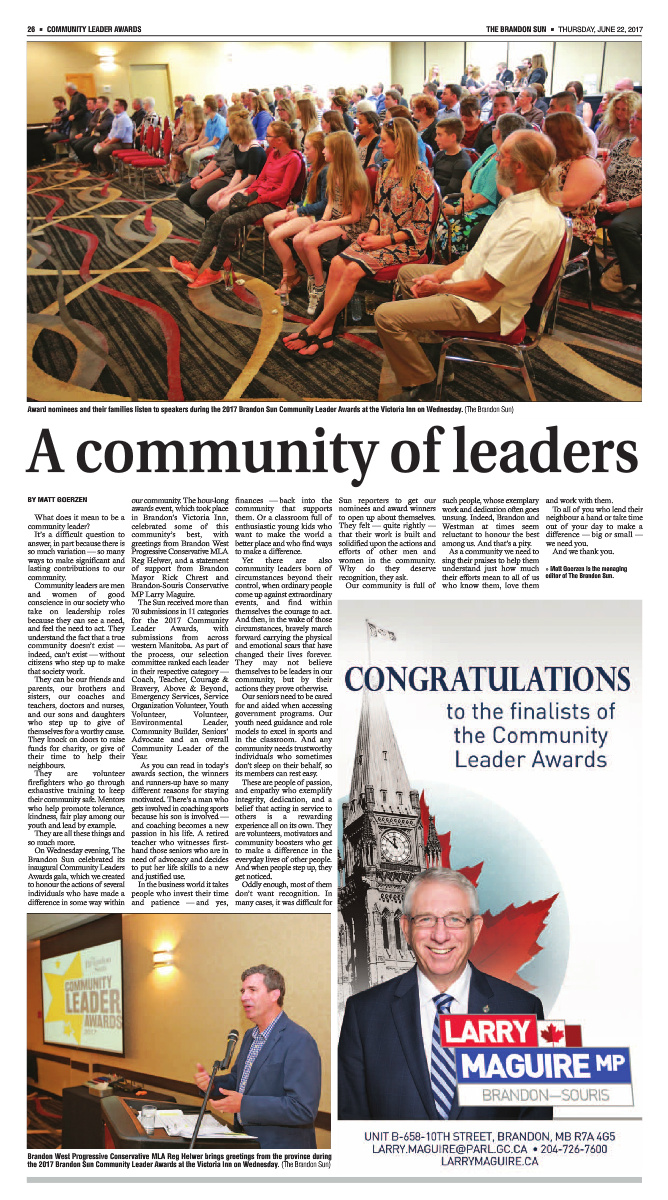 26 ▪ COMMUNITY LEADER AWARDS
THE BRANDON SUN ▪ THURSDAY, JUNE 22, 2017
Award nominees and their families listen to speakers during the 2017 Brandon Sun Community Leader Awards at the Victoria Inn on Wednesday. (The Brandon Sun)
A community of leaders
BY MATT GOERZEN
What does it mean to be a
community leader?
It's a difficult question to
answer, in part because there is
so much variation — so many
ways to make significant and
lasting contributions to our
community.
Community leaders are men
and women of good
conscience in our society who
take on leadership roles
because they can see a need,
and feel the need to act. They
understand the fact that a true
community doesn't exist —
indeed, can't exist — without
citizens who step up to make
that society work.
They can be our friends and
parents, our brothers and
sisters, our coaches and
teachers, doctors and nurses,
and our sons and daughters
who step up to give of
themselves for a worthy cause.
They knock on doors to raise
funds for charity, or give of
their time to help their
neighbours.
They are volunteer
firefighters who go through
exhaustive training to keep
their community safe. Mentors
who help promote tolerance,
kindness, fair play among our
youth and lead by example.
They are all these things and
so much more.
On Wednesday evening, The
Brandon Sun celebrated its
inaugural Community Leaders
Awards gala, which we created
to honour the actions of several
individuals who have made a
difference in some way within
our community. The hour-long
awards event, which took place
in Brandon's Victoria Inn,
celebrated some of this
community's best, with
greetings from Brandon West
Progressive Conservative MLA
Reg Helwer, and a statement
of support from Brandon
Mayor Rick Chrest and
Brandon-Souris Conservative
MP Larry Maguire.
The Sun received more than
70 submissions in 11 categories
for the 2017 Community
Leader Awards, with
submissions from across
western Manitoba. As part of
the process, our selection
committee ranked each leader
in their respective category —
Coach, Teacher, Courage &
Bravery, Above & Beyond,
Emergency Services, Service
Organization Volunteer, Youth
Volunteer, Volunteer,
Environmental Leader,
Community Builder, Seniors'
Advocate and an overall
Community Leader of the
Year.
As you can read in today's
awards section, the winners
and runners-up have so many
different reasons for staying
motivated. There's a man who
gets involved in coaching sports
because his son is involved —
and coaching becomes a new
passion in his life. A retired
teacher who witnesses first-
hand those seniors who are in
need of advocacy and decides
to put her life skills to a new
and justified use.
In the business world it takes
people who invest their time
and patience — and yes,
finances — back into the
community that supports
them. Or a classroom full of
enthusiastic young kids who
want to make the world a
better place and who find ways
to make a difference.
Yet there are also
community leaders born of
circumstances beyond their
control, when ordinary people
come up against extraordinary
events, and find within
themselves the courage to act.
And then, in the wake of those
circumstances, bravely march
forward carrying the physical
and emotional scars that have
changed their lives forever.
They may not believe
themselves to be leaders in our
community, but by their
actions they prove otherwise.
Our seniors need to be cared
for and aided when accessing
government programs. Our
youth need guidance and role
models to excel in sports and
in the classroom. And any
community needs trustworthy
individuals who sometimes
don't sleep on their behalf, so
its members can rest easy.
These are people of passion,
and empathy who exemplify
integrity, dedication, and a
belief that acting in service to
others is a rewarding
experience all on its own. They
are volunteers, motivators and
community boosters who get
to make a difference in the
everyday lives of other people.
And when people step up, they
get noticed.
Oddly enough, most of them
don't want recognition. In
many cases, it was difficult for
Sun reporters to get our
nominees and award winners
to open up about themselves.
They felt — quite rightly —
that their work is built and
solidified upon the actions and
efforts of other men and
women in the community.
Why do they deserve
recognition, they ask.
Our community is full of
such people, whose exemplary
work and dedication often goes
unsung. Indeed, Brandon and
Westman at times seem
reluctant to honour the best
among us. And that's a pity.
As a community we need to
sing their praises to help them
understand just how much
their efforts mean to all of us
who know them, love them
and work with them.
To all of you who lend their
neighbour a hand or take time
out of your day to make a
difference — big or small —
we need you.
And we thank you.
» Matt Goerzen is the managing
editor of The Brandon Sun.
COMMUNITY
LEADER
AWARDS
2017
Brandon West Progressive Conservative MLA Reg Helwer brings greetings from the province during
the 2017 Brandon Sun Community Leader Awards at the Victoria Inn on Wednesday. (The Brandon Sun)
CONGRATULATIONS
to the finalists of
the Community
Leader Awards
LARRY
MAGUIRE MP
BRANDON—SOURIS
UNIT B-658-10TH STREET, BRANDON, MB R7A 4G5
LARRY.MAGUIRE@PARL.GC.CA • 204-726-7600
LARRYMAGUIRE.CA